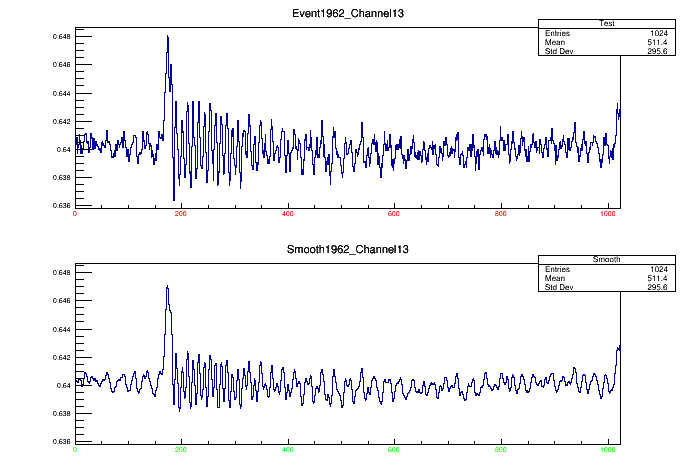 Event1962_Channel13
Test
Entries 1024
Mean 511.4
Std Dev 295.6
0.648
0.646
0.644
0.642
0.64
0.638
0.636
0 200 400 600 800 1000
Smooth1962_Channel13
Smooth
Entries 1024
Mean 511.4
Std Dev 295.6
0.648
0.646
0.644
0.642
0.64
0.638
0.636
0 200 400 600 800 1000